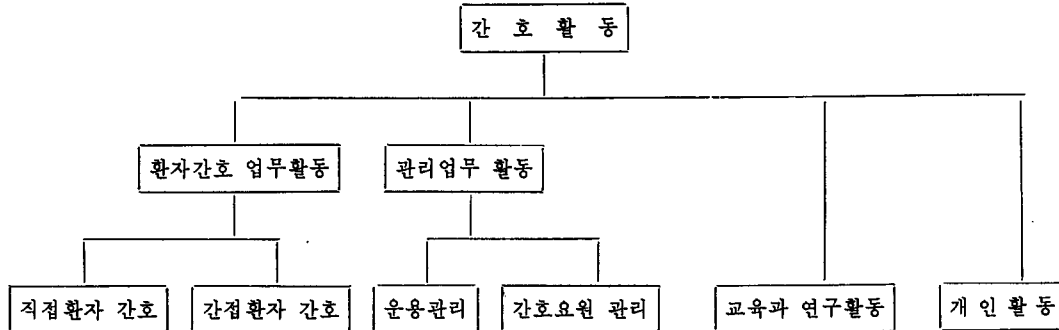 간 호 활 동
환자간호 업무활동
관리업무 활동
직접환자 간호
간접환자 간호
운용관리
간호요원 관리
교육과 연구활동
개 인 활 동